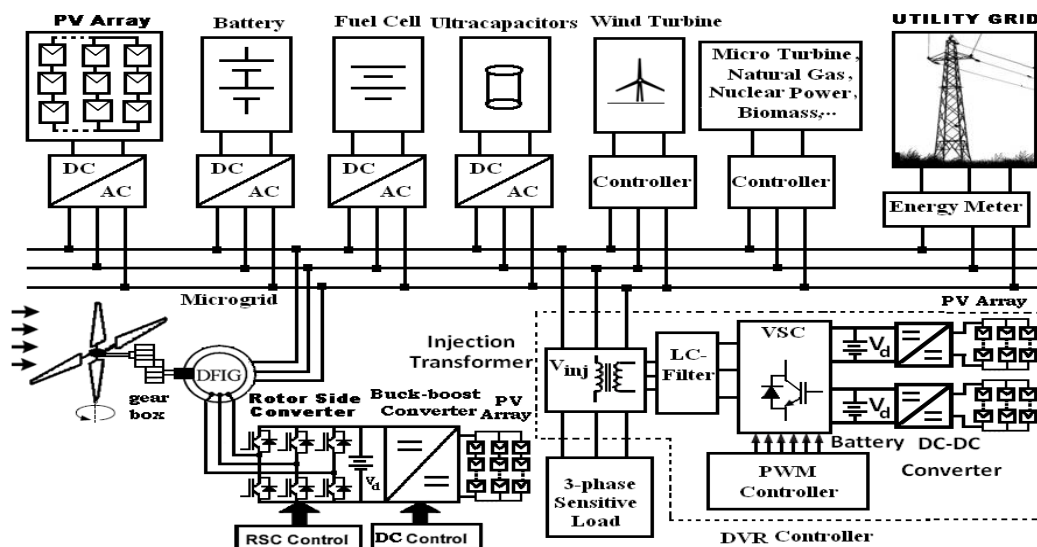 PV Array
Battery
Fuel Cell
Ultracapacitors
Wind Turbine
UTILITY GRID
Micro Turbine,
Natural Gas,
Nuclear Power,
Biomass,...
DC
AC
DC
AC
DC
AC
DC
AC
Controller
Controller
Energy Meter
Microgrid
PV Array
Injection
Transformer
Vinj
LC-
Filter
VSC
Vd
Vd
DFIG
gear
box
Rotor Side
Converter
Buck-boost
Converter
PV
Array
Vd
Battery
DC-DC
Converter
3-phase
Sensitive
Load
PWM
Controller
RSC Control
DC Control
DVR Controller